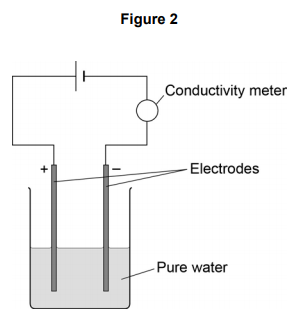 Figure 2
Conductivity meter
+
−
Electrodes
Pure water